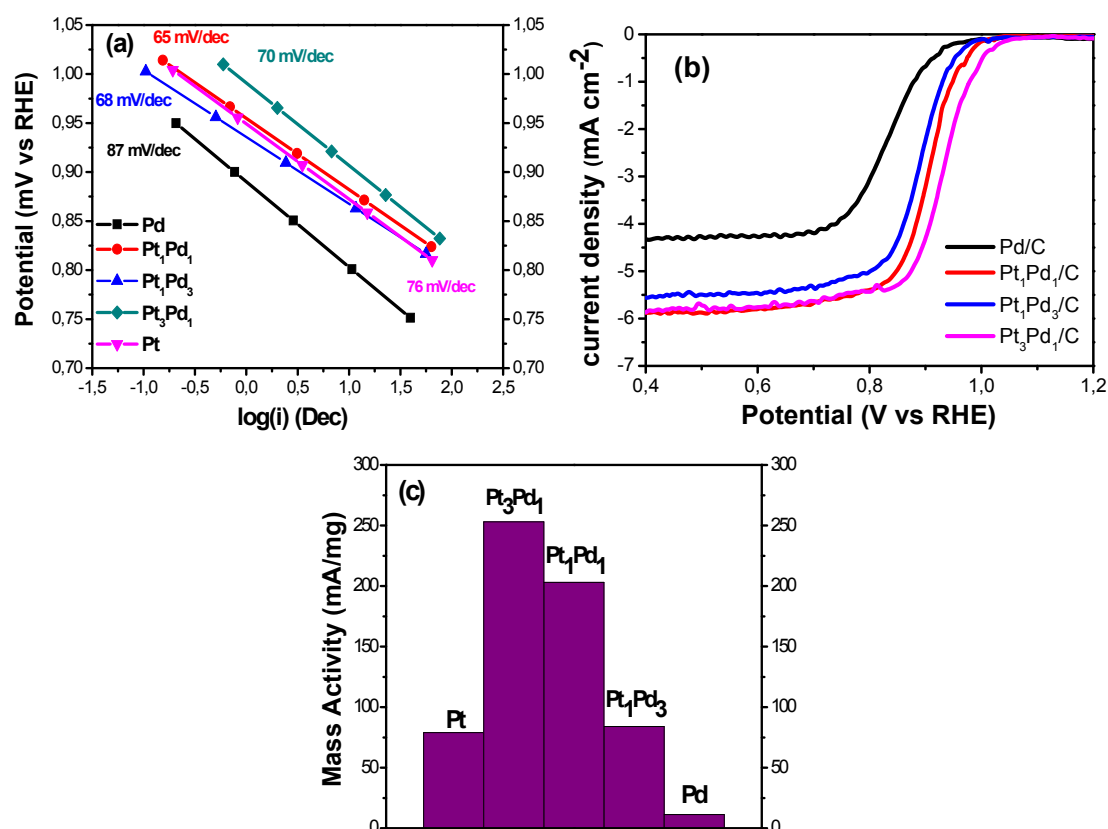 (a)
65 mV/dec
70 mV/dec
68 mV/dec
87 mV/dec
76 mV/dec
Pd
Pt1Pd1
Pt1Pd3
Pt3Pd1
Pt
1,05
1,00
0,95
0,90
0,85
0,80
0,75
0,70
1,05
1,00
0,95
0,90
0,85
0,80
0,75
0,70
-1,5 -1,0 -0,5 0,0 0,5 1,0 1,5 2,0 2,5
Potential (mV vs RHE)
log(i) (Dec)
(b)
0
-1
-2
-3
-4
-5
-6
-7
Pd/C
Pt1Pd1/C
Pt1Pd3/C
Pt3Pd1/C
0,4 0,6 0,8 1,0 1,2
current density (mA cm-2)
Potential (V vs RHE)
(c)
300
250
200
150
100
50
0
300
250
200
150
100
50
0
Mass Activity (mA/mg)
Pt
Pt3Pd1
Pt1Pd1
Pt1Pd3
Pd